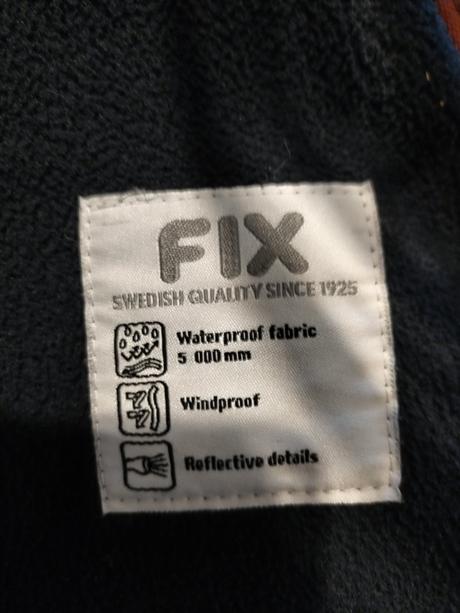 FIX
SWEDISH QUALITY SINCE 1925
Waterproof fabric
5 000 mm
Windproof
Reflective details